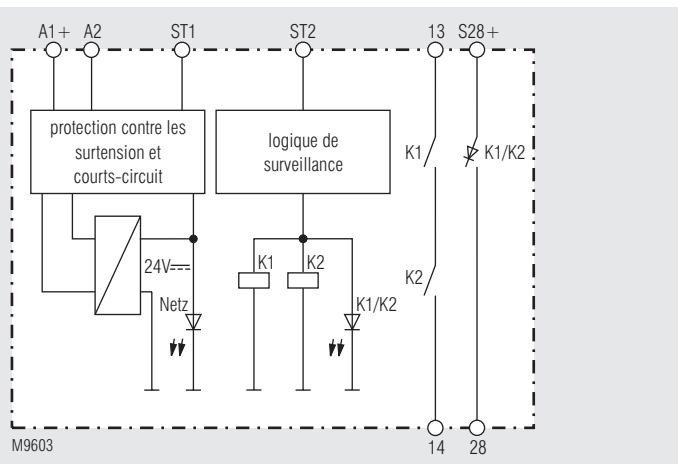 A1+ A2 ST1 ST2 13 S28+
protection contre les
surtension et
courts-circuit
logique de
surveillance
K1
K1/K2
24V
K1
K2
K2
Netz
K1/K2
M9603
14 28